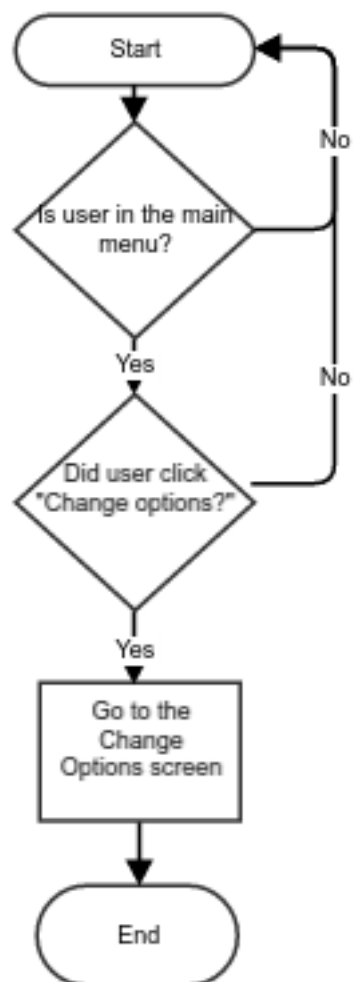 Start
No
Is user in the main
menu?
Yes
No
Did user click
"Change options?"
Yes
Go to the
Change
Options screen
End